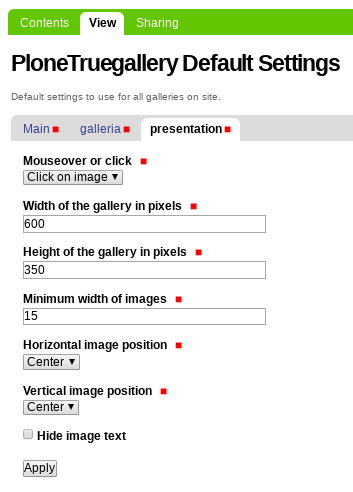 Contents View Sharing
PloneTruegallery Default Settings
Default settings to use for all galleries on site.
Main galleria presentation
Mouseover or click
Click on image
Width of the gallery in pixels
600
Height of the gallery in pixels
350
Minimum width of images
15
Horizontal image position
Center
Vertical image position
Center
Hide image text
Apply